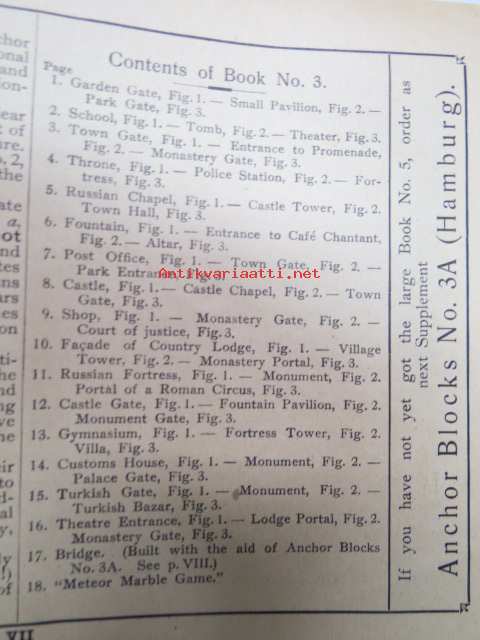 Contents of Book No. 3.
Page
1. Garden Gate, Fig. 1. — Small Pavilion, Fig. 2. —
Park Gate, Fig. 3.
2. School, Fig. 1. — Tomb, Fig. 2. — Theater, Fig. 3.
3. Town Gate, Fig. 1. — Entrance to Promenade,
Fig. 2. — Monastery Gate, Fig. 3.
4. Throne, Fig. 1. — Police Station, Fig. 2. — For-
tress, Fig. 3.
5. Russian Chapel, Fig. 1. — Castle Tower, Fig. 2.
Town Hall, Fig. 3.
6. Fountain, Fig. 1. — Entrance to Café Chantant,
Fig. 2. — Altar, Fig. 3.
7. Post Office, Fig. 1. — Town Gate, Fig. 2. —
Park Entrance
Antikvariaatti.net
8. Castle, Fig. 1. — Castle Chapel, Fig. 2. — Town
Gate, Fig. 3.
9. Shop, Fig. 1. — Monastery Gate, Fig. 2. —
Court of justice, Fig. 3.
10. Façade of Country Lodge, Fig. 1. — Village
Tower, Fig. 2. — Monastery Portal, Fig. 3.
11. Russian Fortress, Fig. 1. — Monument, Fig. 2.
Portal of a Roman Circus, Fig. 3.
12. Castle Gate, Fig. 1. — Fountain Pavilion, Fig. 2.
Monument Gate, Fig. 3.
13. Gymnasium, Fig. 1. — Fortress Tower, Fig. 2.
Villa, Fig. 3.
14. Customs House, Fig. 1. — Monument, Fig. 2. —
Palace Gate, Fig. 3.
15. Turkish Gate, Fig. 1. — Monument, Fig. 2. —
Turkish Bazar, Fig. 3.
16. Theatre Entrance, Fig. 1. — Lodge Portal, Fig. 2.
Monastery Gate, Fig. 3.
17. Bridge. (Built with the aid of Anchor Blocks
No. 3A. See p. VIII.)
18. "Meteor Marble Game."
If you have not yet got the large Book No. 5, order as
next Supplement
Anchor Blocks No. 3A (Hamburg).
VII